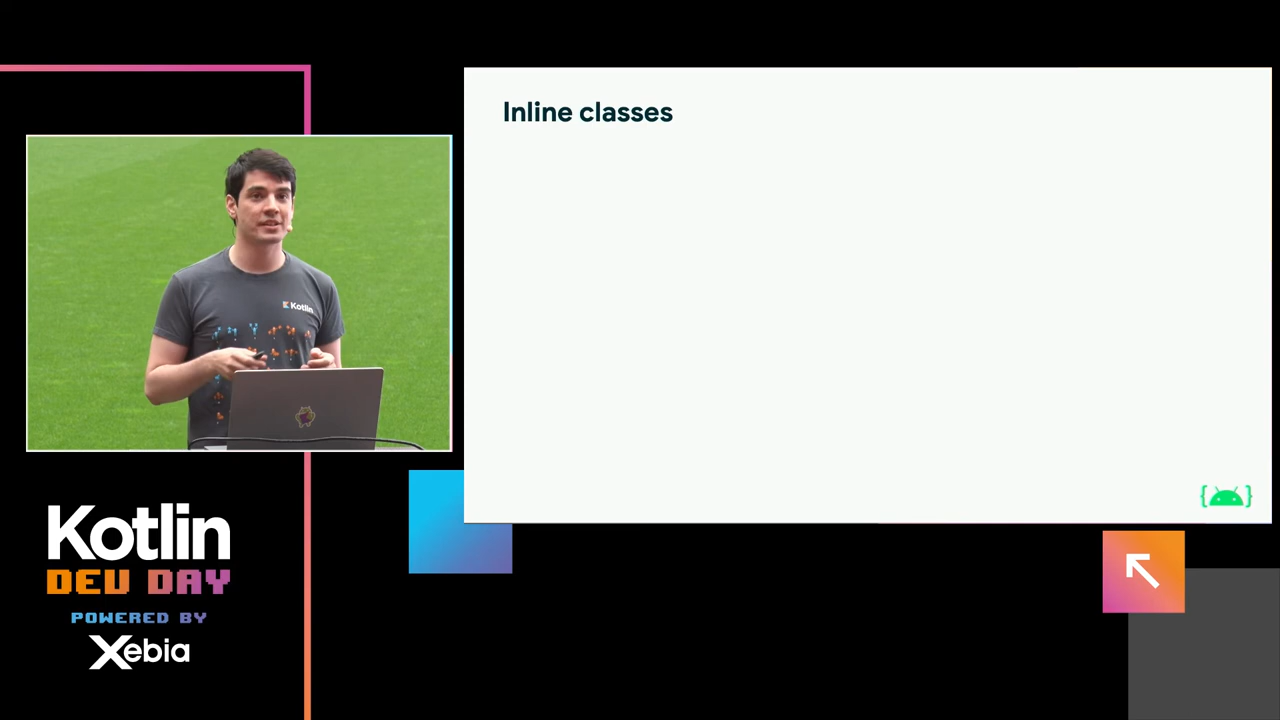 Inline classes
Kotlin
Kotlin
DEV DAY
POWERED BY
Xebia